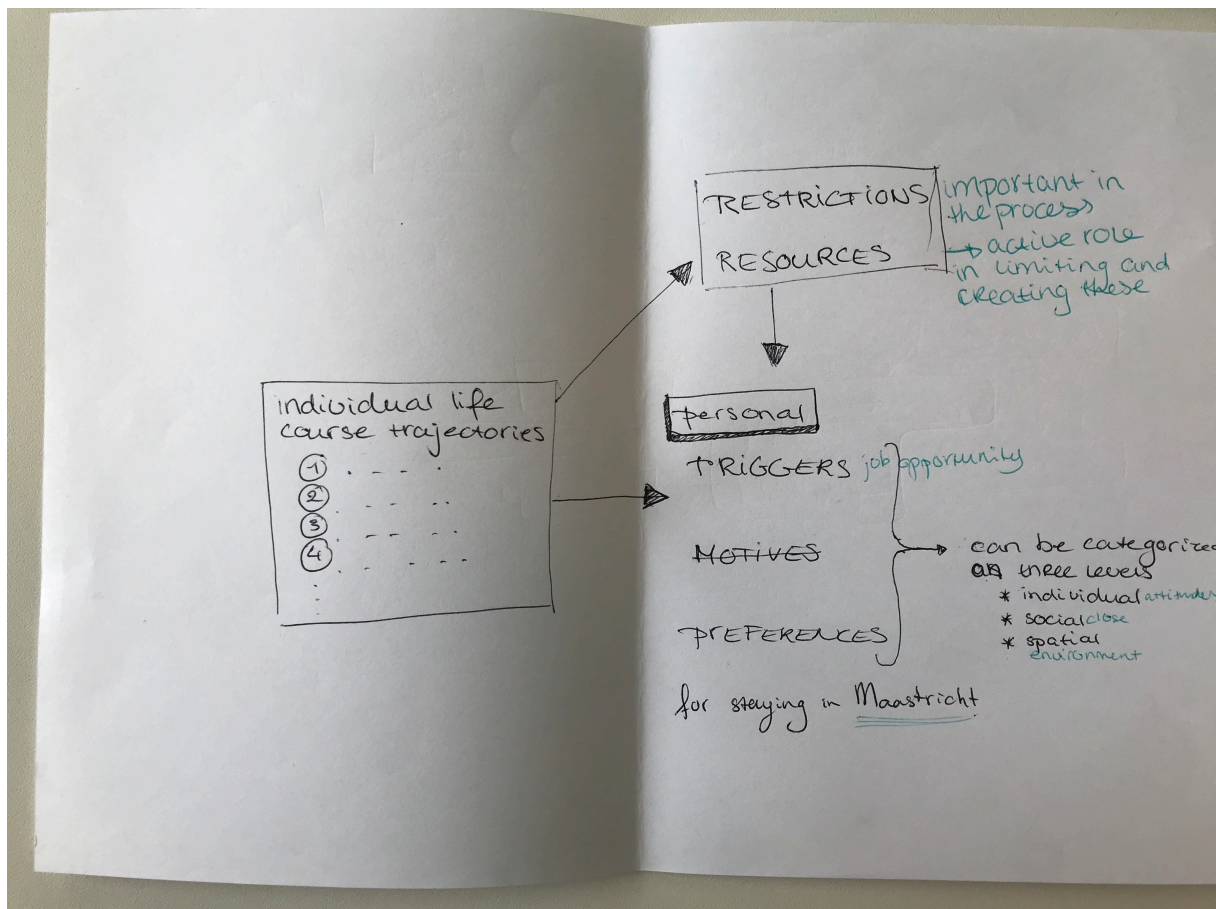 RESTRICTIONS
RESOURCES
important in
the process
→ active role
in limiting and
creating these
individual life
course trajectories
1
2
3
4
personal
TRIGGERS job opportunity
MOTIVES
PREFERENCES
can be categorized
three levels
* individual attitudes
* social close
* spatial
environment
for staying in Maastricht